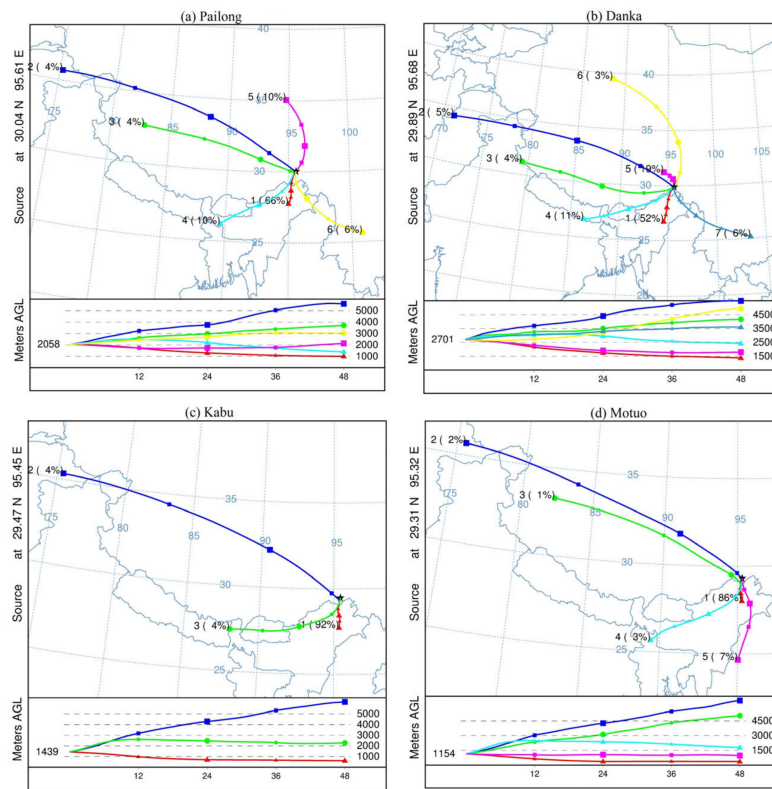 (a) Pailong
Source at 30.04 N 95.61 E
40
2 ( 4%)
5 (10%)
75
3 ( 4%)
80
85
90
95
100
35
30
1 ( 66%)
4 (10%)
6 ( 6%)
25
Meters AGL
2058
5000
4000
3000
2000
1000
12
24
36
48
(b) Danka
Source at 29.89 N 95.68 E
6 ( 3%)
40
2 ( 5%)
70
75
80
85
90
95
100
105
35
3 ( 4%)
5 ( 19%)
30
4 ( 11%)
1 ( 52%)
7 ( 6%)
25
20
Meters AGL
2701
4500
3500
2500
1500
12
24
36
48
(c) Kabu
Source at 29.47 N 95.45 E
2 ( 4%)
75
80
85
90
95
35
30
3 ( 4%)
1 ( 92%)
25
Meters AGL
1439
5000
4000
3000
2000
1000
12
24
36
48
(d) Motuo
Source at 29.31 N 95.32 E
2 ( 2%)
75
3 ( 1%)
80
85
90
95
35
30
1 ( 86%)
4 ( 3%)
25
5 ( 7%)
Meters AGL
1154
4500
3000
1500
12
24
36
48